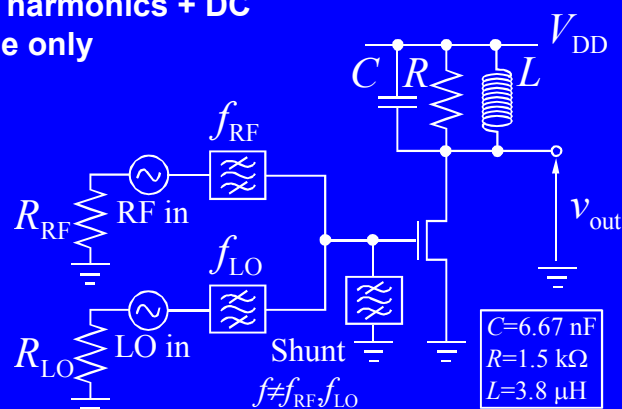 harmonics + DC
e only
V_DD
C R L
f_RF
R_RF RF in
v_out
f_LO
R_LO LO in
Shunt
f≠f_RF,f_LO
C=6.67 nF
R=1.5 kΩ
L=3.8 μH